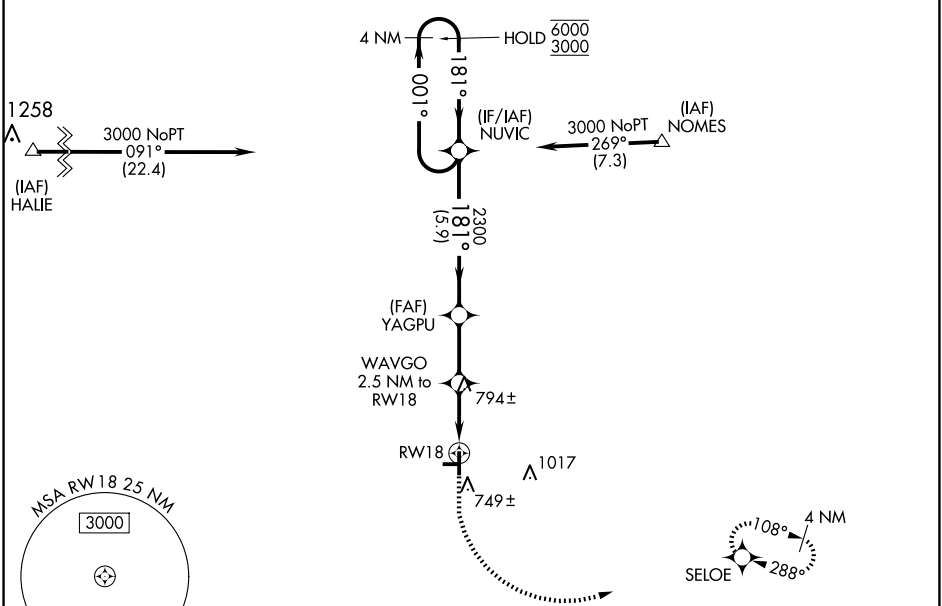 4 NM
HOLD 6000
3000
001°
181°
1258
3000 NoPT
091°
(22.4)
(IAF)
HALIE
(IF/IAF)
NUVIC
3000 NoPT
269°
(7.3)
(IAF)
NOMES
2300
181°
(5.9)
(FAF)
YAGPU
WAVGO
2.5 NM to
RW18
794±
RW18
1017
749±
MSA RW18 25 NM
3000
108°
4 NM
288°
SELOE